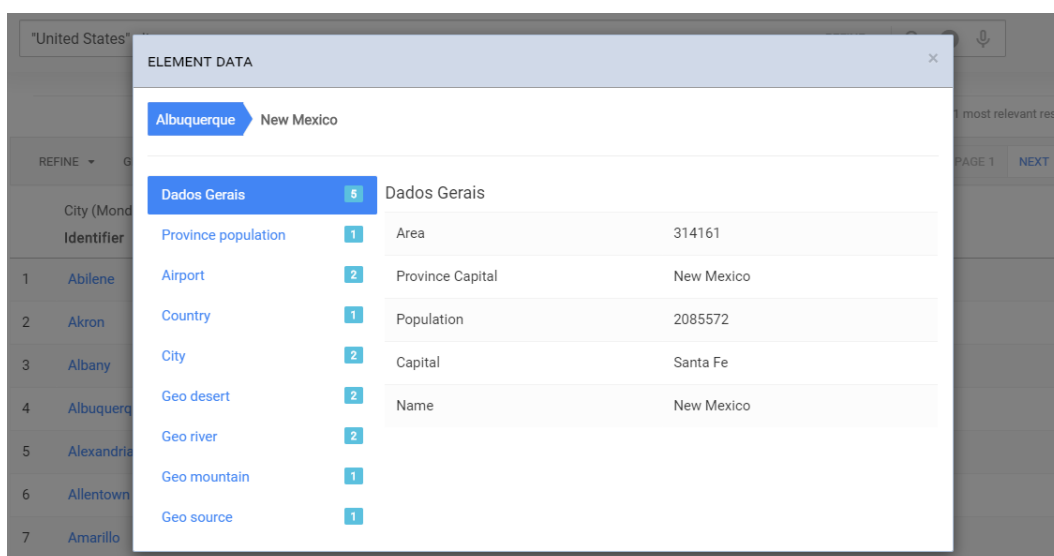 "United States"
ELEMENT DATA ×
Albuquerque New Mexico
1 most relevant res
REFINE G PAGE 1 NEXT
Dados Gerais 5 Dados Gerais
City (Mond
Identifier
Province population 1 Area 314161
1 Abilene
Airport 2 Province Capital New Mexico
2 Akron
Country 1 Population 2085572
3 Albany
City 2 Capital Santa Fe
4 Albuquerq
Geo desert 2 Name New Mexico
Geo river 2
5 Alexandria
Geo mountain 1
6 Allentown
Geo source 1
7 Amarillo